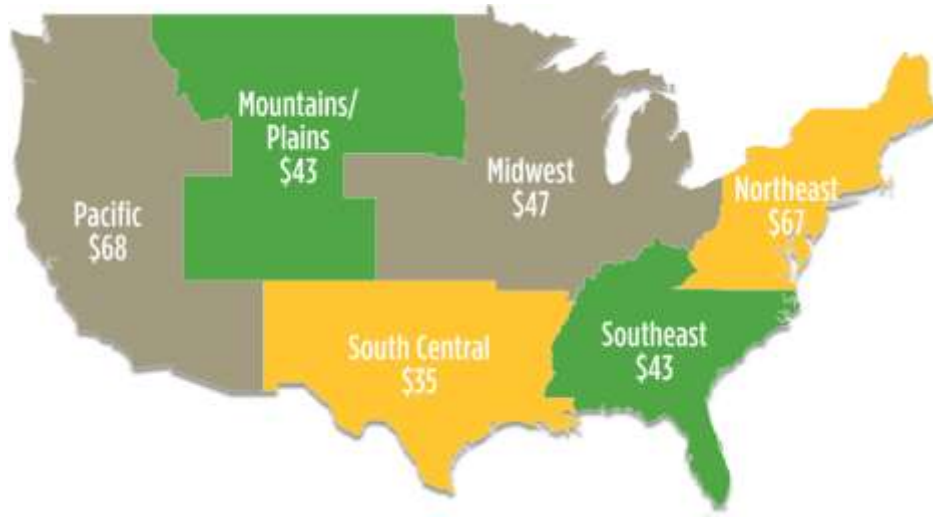 Mountains/
Plains
$43
Midwest
$47
Northeast
$67
Pacific
$68
Southeast
$43
South Central
$35